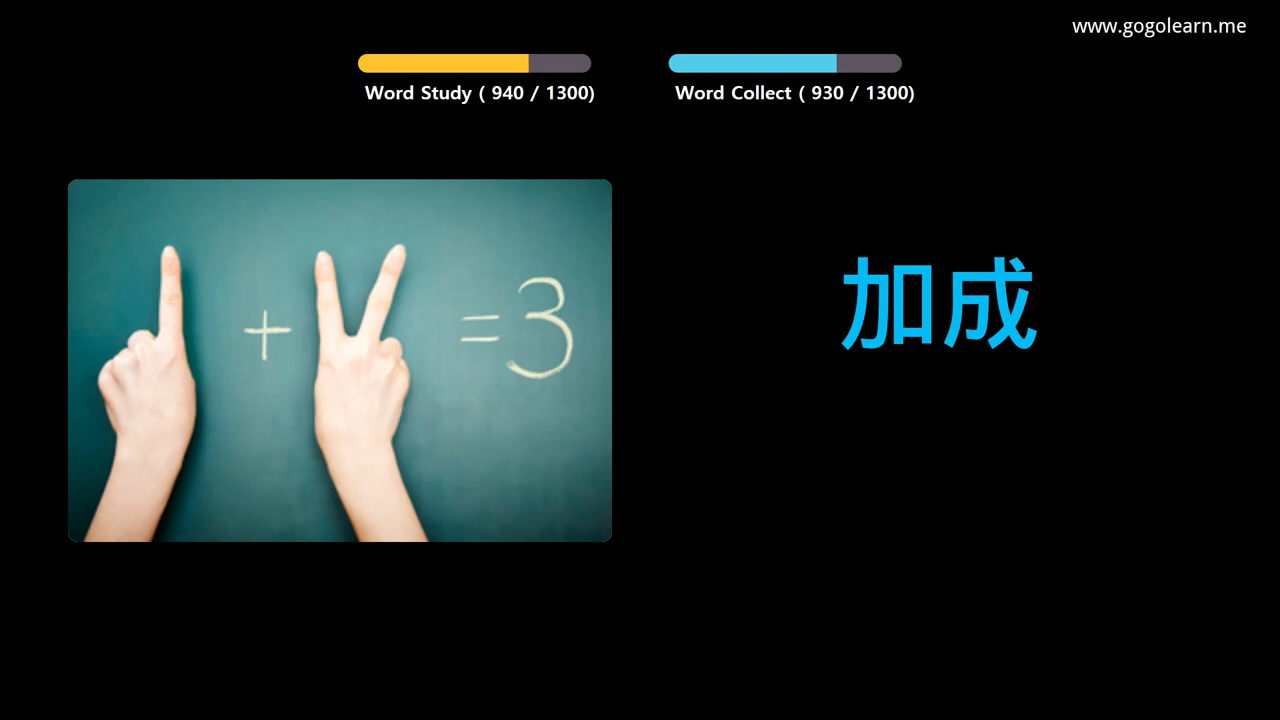 www.gogolearn.me
Word Study ( 940 / 1300)
Word Collect ( 930 / 1300)
+ = 3
加成